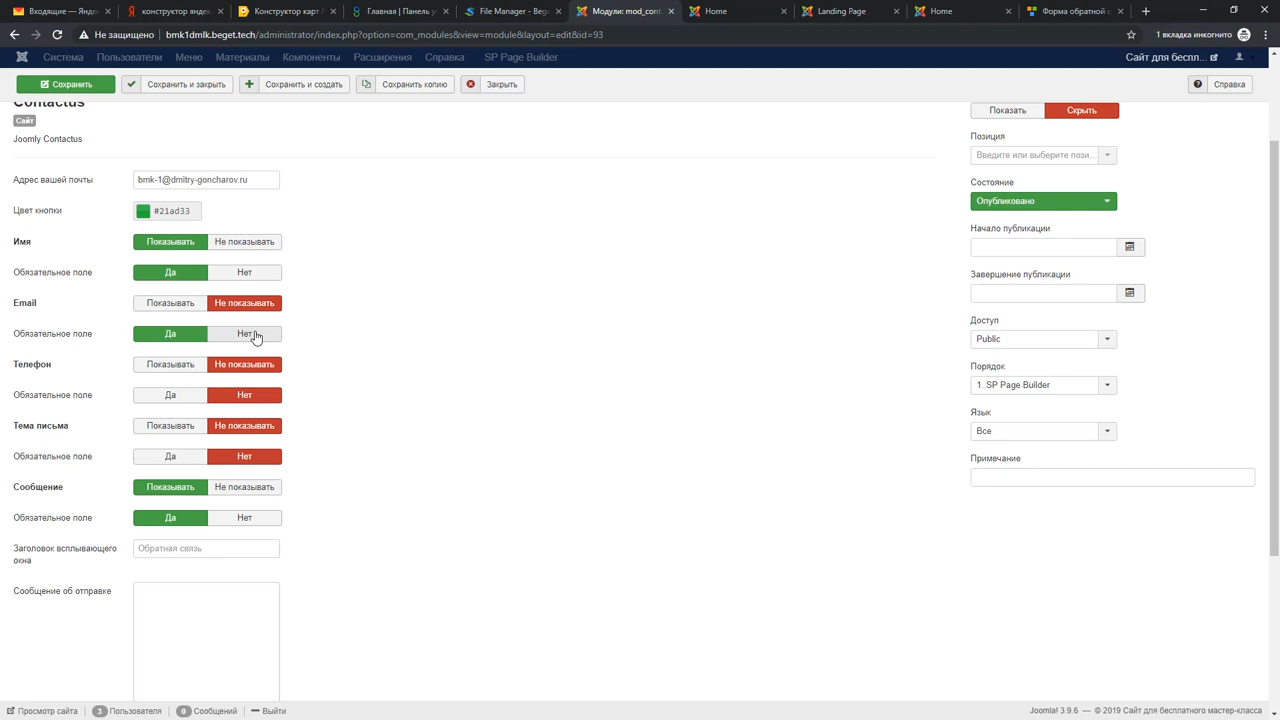 Входящие — Яндек
конструктор яндекс
Конструктор карт Я
Главная | Панель у
File Manager - Beg
Модули: mod_cont
Home
Landing Page
Home
Форма обратной с
Не защищено
bmk1dmlk.beget.tech/administrator/index.php?option=com_modules&view=module&layout=edit&id=93
1 вкладка инкогнито
Система Пользователи Меню Материалы Компоненты Расширения Справка SP Page Builder
Сайт для беспл...
Сохранить
Сохранить и закрыть
Сохранить и создать
Сохранить копию
Закрыть
Справка
Contactus
Сайт
Joomly Contactus
Адрес вашей почты
bmk-1@dmitry-goncharov.ru
Цвет кнопки
#21ad33
Имя
Показывать Не показывать
Обязательное поле
Да Нет
Email
Показывать Не показывать
Обязательное поле
Да Нет
Телефон
Показывать Не показывать
Обязательное поле
Да Нет
Тема письма
Показывать Не показывать
Обязательное поле
Да Нет
Сообщение
Показывать Не показывать
Обязательное поле
Да Нет
Заголовок всплывающего
окна
Обратная связь
Сообщение об отправке
Показать Скрыть
Позиция
Введите или выберите пози...
Состояние
Опубликовано
Начало публикации
Завершение публикации
Доступ
Public
Порядок
1. SP Page Builder
Язык
Все
Примечание
Просмотр сайта
3 Пользователя
0 Сообщений
Выйти
Joomla! 3.9.6 — © 2019 Сайт для бесплатного мастер-класса